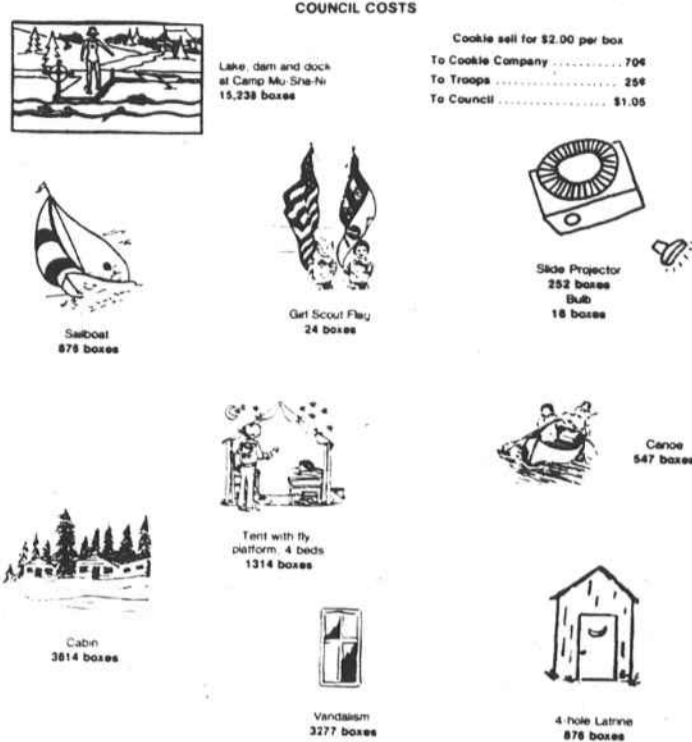 COUNCIL COSTS
Lake, dam and dock
at Camp Mu-Sha-Ni
15,238 boxes
Cookie sell for $2.00 per box
To Cookie Company .......... 70¢
To Troops .................. 25¢
To Council ................ $1.05
Sailboat
876 boxes
Girl Scout Flag
24 boxes
Slide Projector
252 boxes
Bulb
18 boxes
Tent with fly
platform, 4 beds
1314 boxes
Canoe
547 boxes
Cabin
3614 boxes
Vandalism
3277 boxes
4-hole Latrine
876 boxes